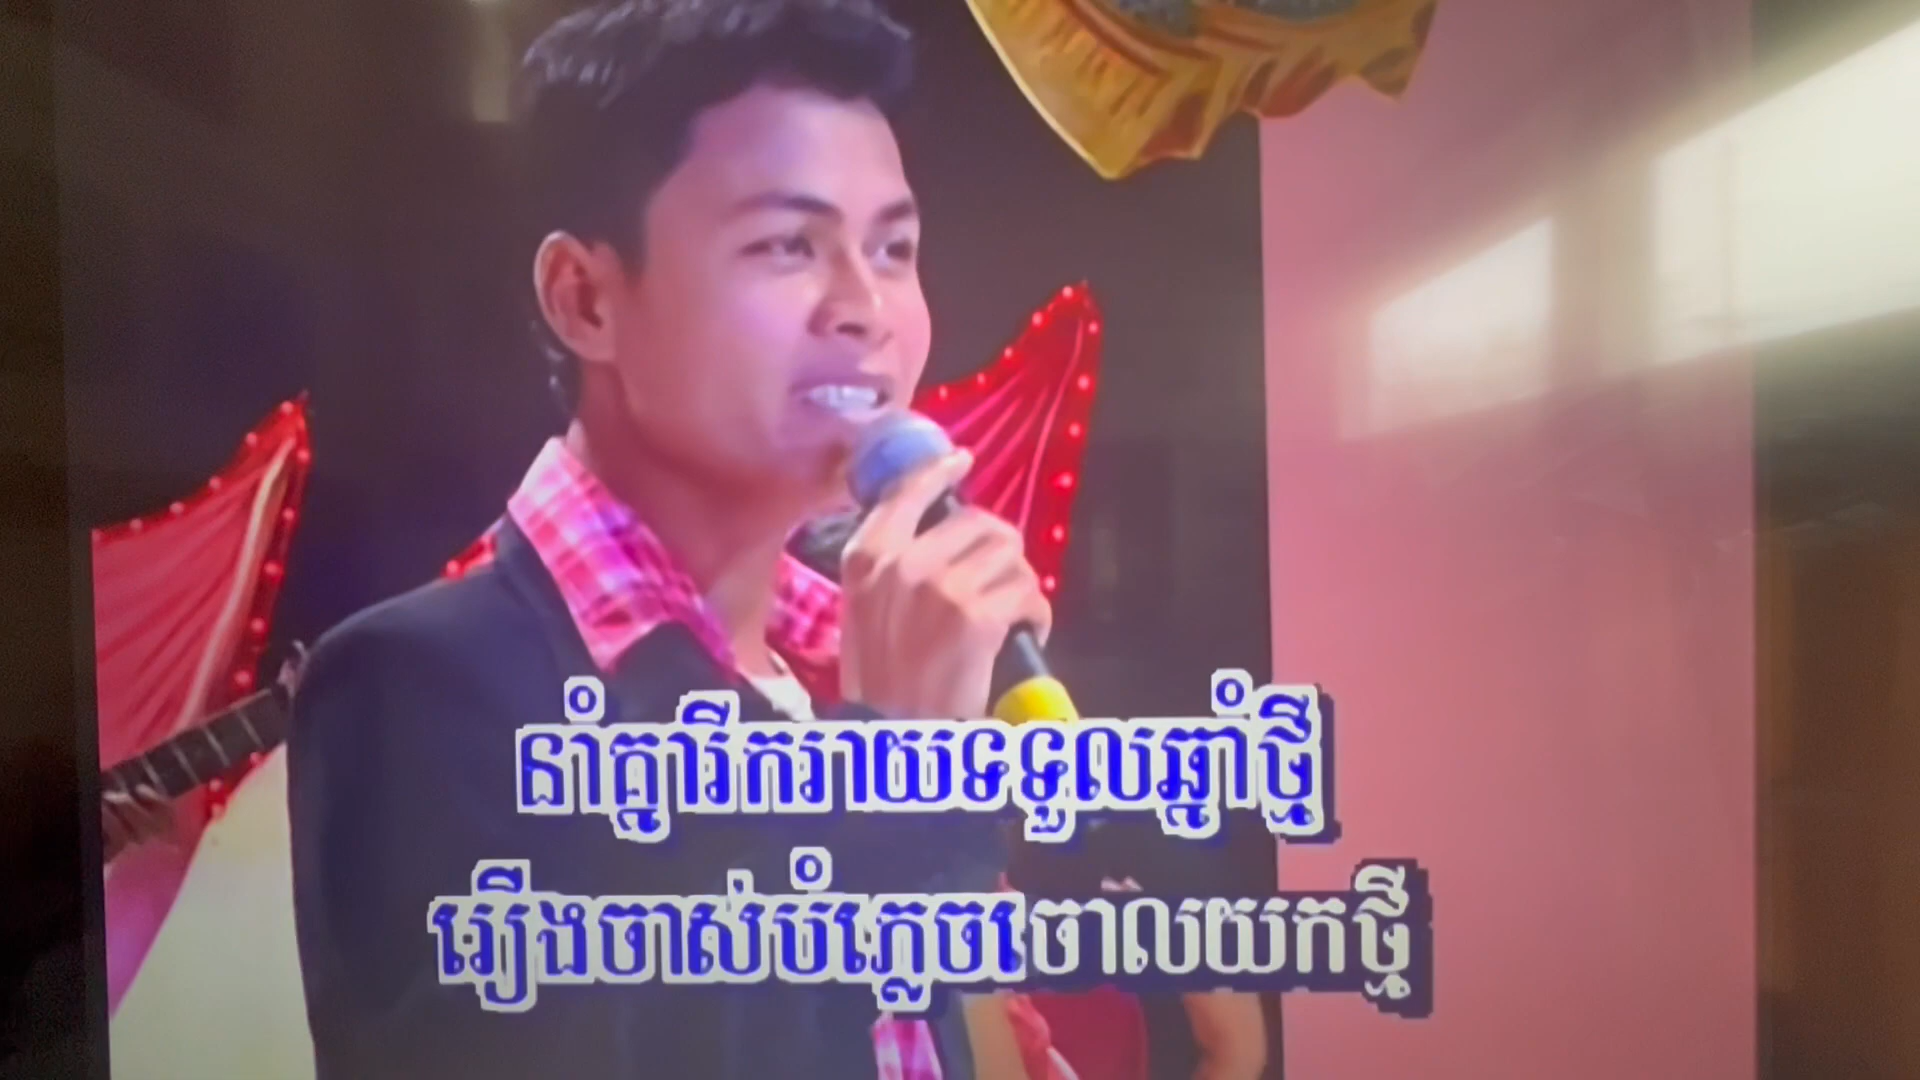 នាំគ្នារីករាយទទួលឆ្នាំថ្មី
រឿងចាស់បំភ្លេចចោលយកថ្មី